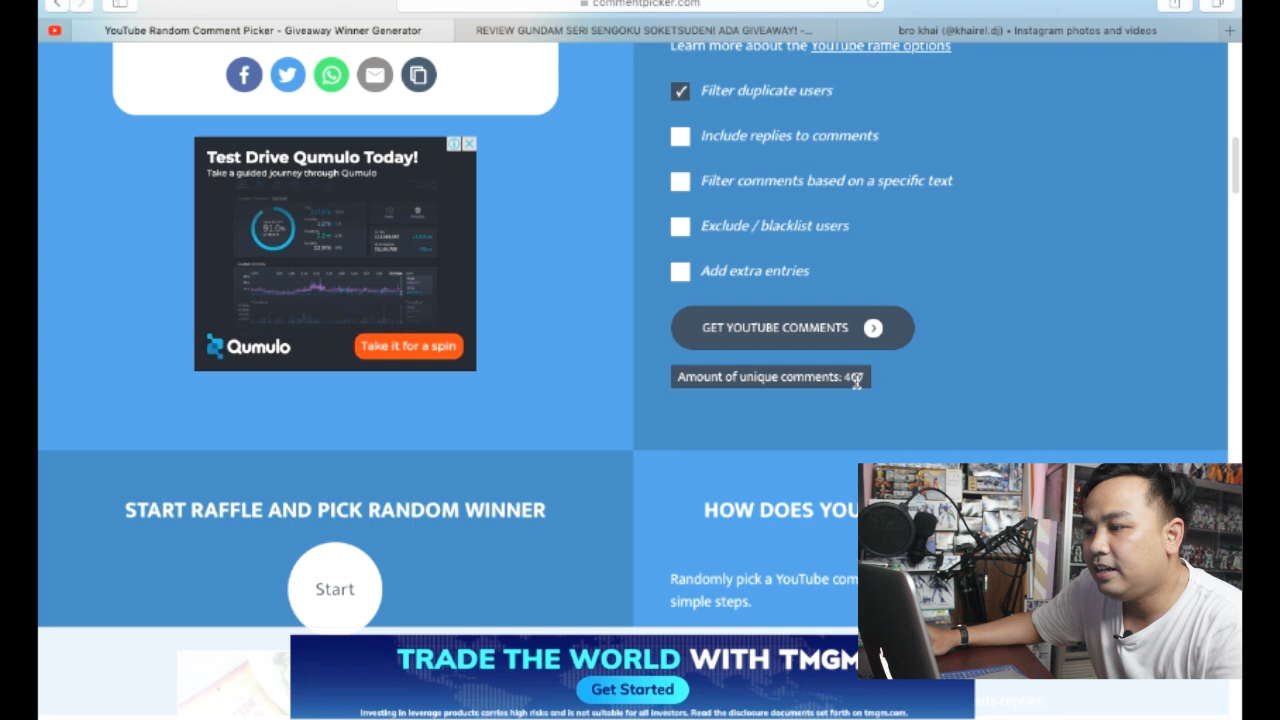 commentpicker.com
YouTube Random Comment Picker - Giveaway Winner Generator
REVIEW GUNDAM SERI SENGOKU SOKETSUDEN! ADA GIVEAWAY! -...
bro khai (@khairel.dj) • Instagram photos and videos
Learn more about the YouTube raffle options
Filter duplicate users
Include replies to comments
Filter comments based on a specific text
Exclude / blacklist users
Add extra entries
GET YOUTUBE COMMENTS
Amount of unique comments:
Test Drive Qumulo Today!
Take a guided journey through Qumulo
Qumulo
Take it for a spin
START RAFFLE AND PICK RANDOM WINNER
Start
HOW DOES YOU
Randomly pick a YouTube com
simple steps.
TRADE THE WORLD WITH TMGM
Get Started
Investing in leverage products carries high risks and is not suitable for all investors. Read the disclosure documents set forth on tmgm.com.